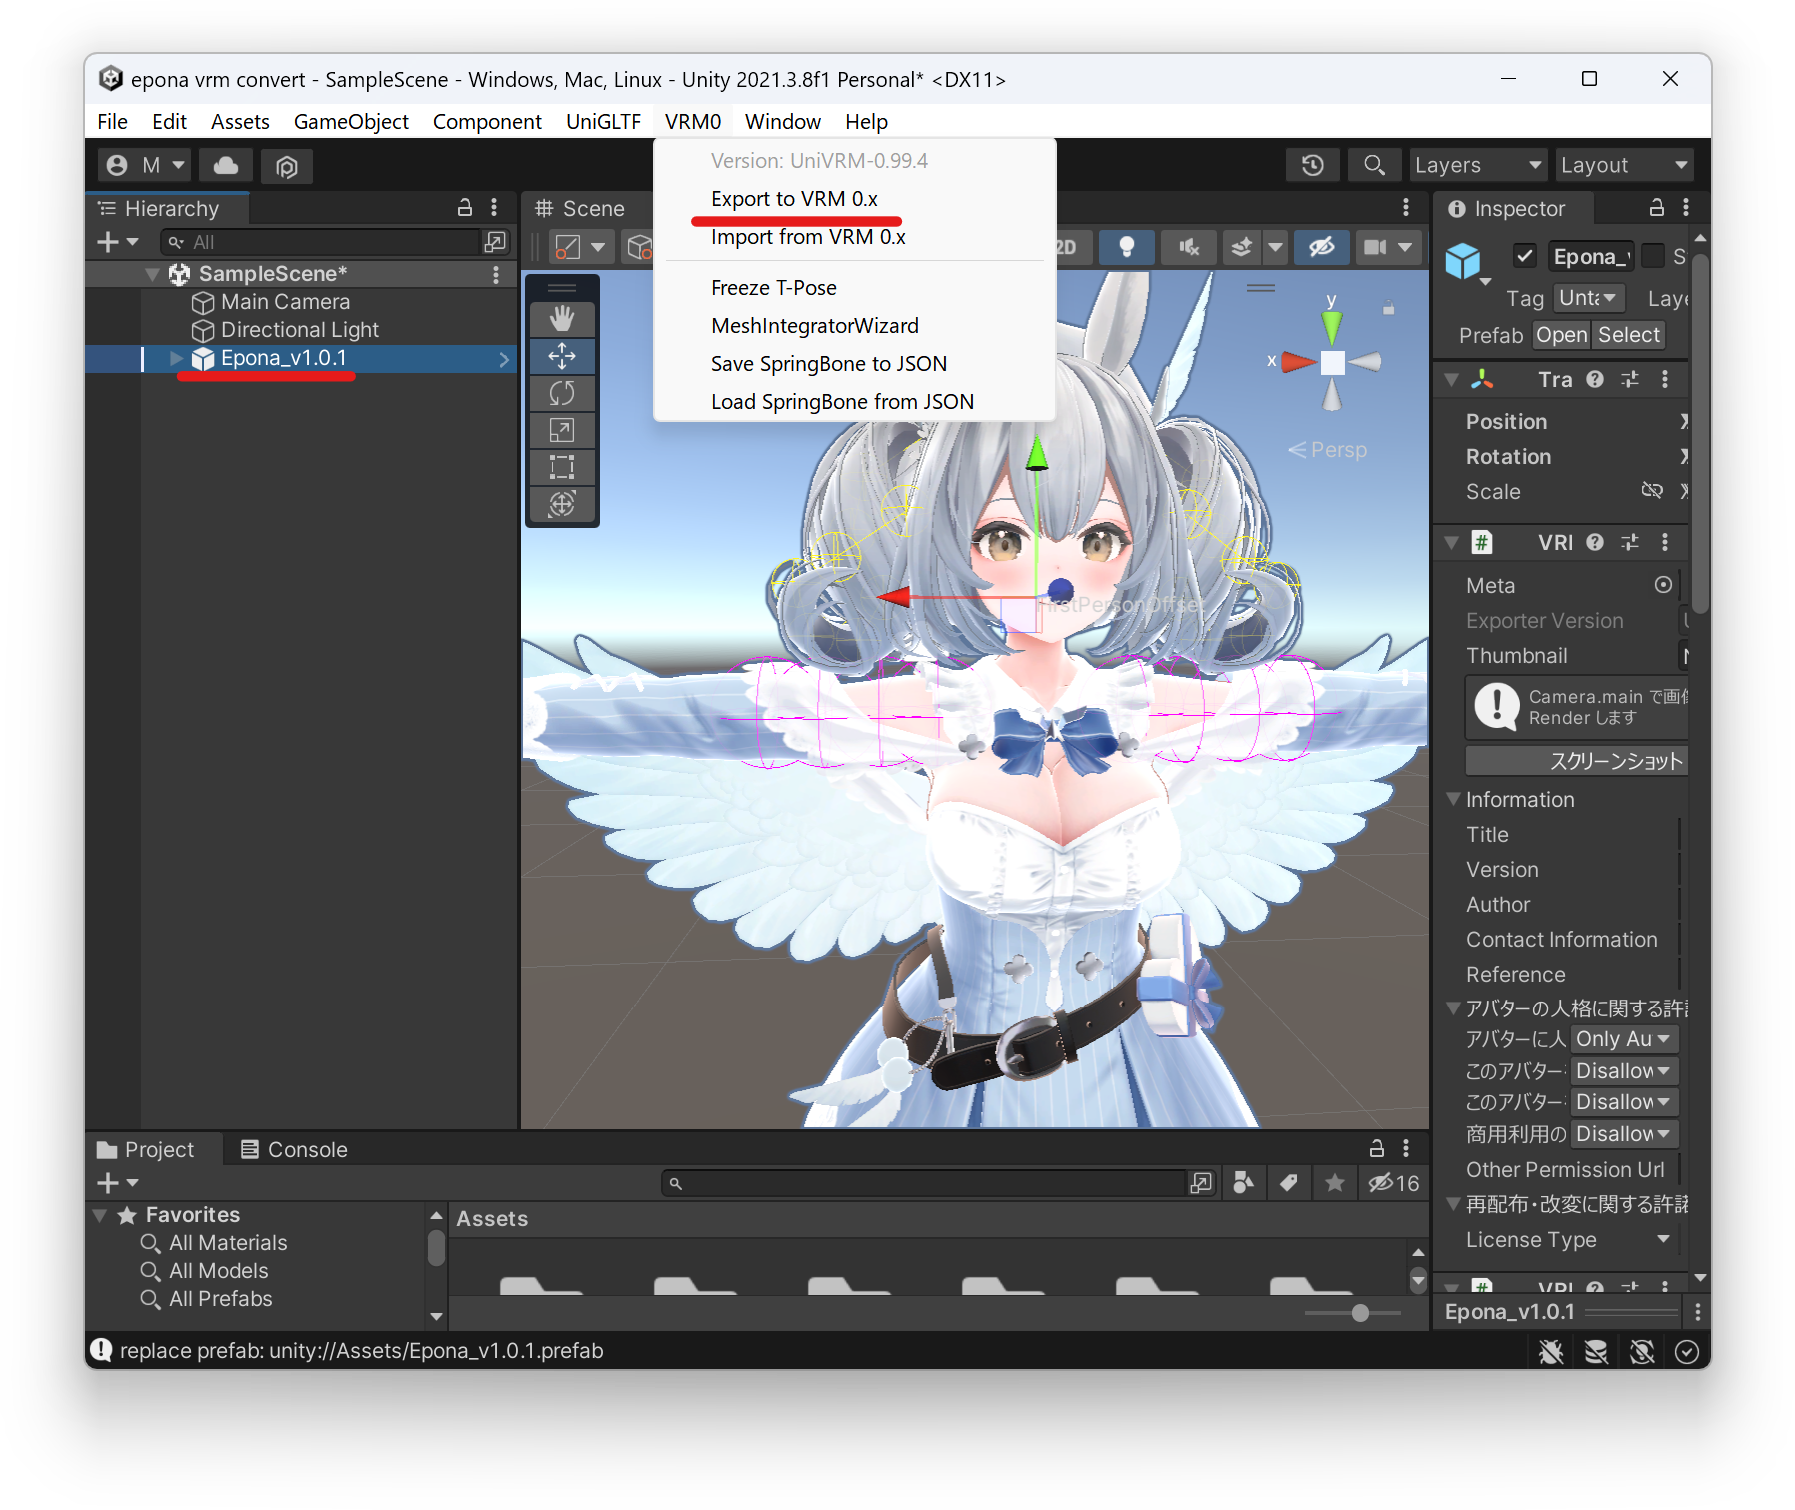 epona vrm convert - SampleScene - Windows, Mac, Linux - Unity 2021.3.8f1 Personal* <DX11>
File Edit Assets GameObject Component UniGLTF VRM0 Window Help
M
Layers
Layout
Version: UniVRM-0.99.4
Export to VRM 0.x
Import from VRM 0.x
Freeze T-Pose
MeshIntegratorWizard
Save SpringBone to JSON
Load SpringBone from JSON
Hierarchy
All
SampleScene*
Main Camera
Directional Light
Epona_v1.0.1
Scene
2D
y
x
Persp
FirstPersonOffset
Inspector
Epona_
S
Tag
Lay
Prefab Open Select
Tra
Position X
Rotation X
Scale X
VRI
Meta
Exporter Version
Thumbnail
Camera.main で画
Render します
スクリーンショット
Information
Title
Version
Author
Contact Information
Reference
アバターの人格に関する許
アバターに人 Only Au
このアバター Disallow
このアバター Disallow
商用利用の Disallow
Other Permission Url
再配布・改変に関する許諾
License Type
VRI
Epona_v1.0.1
Project
Console
16
Favorites
All Materials
All Models
All Prefabs
Assets
replace prefab: unity://Assets/Epona_v1.0.1.prefab